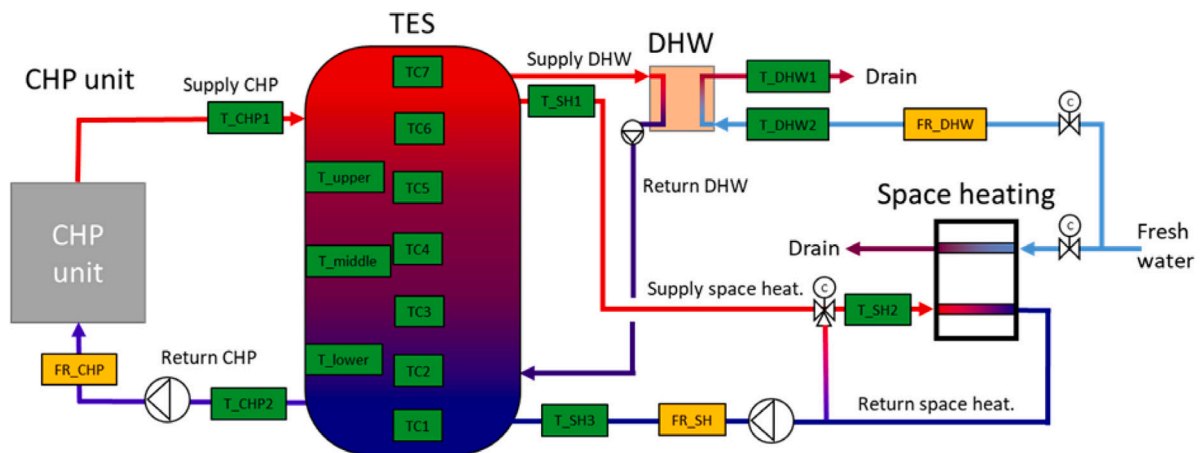 TES
DHW
CHP unit
Supply CHP
T_CHP1
TC7
Supply DHW
T_DHW1
Drain
T_SH1
TC6
T_DHW2
FR_DHW
C
T_upper
TC5
Return DHW
Space heating
CHP
unit
T_middle
TC4
Drain
C
Fresh
water
Supply space heat.
C
T_SH2
TC3
Return CHP
T_lower
TC2
FR_CHP
T_CHP2
TC1
T_SH3
FR_SH
Return space heat.